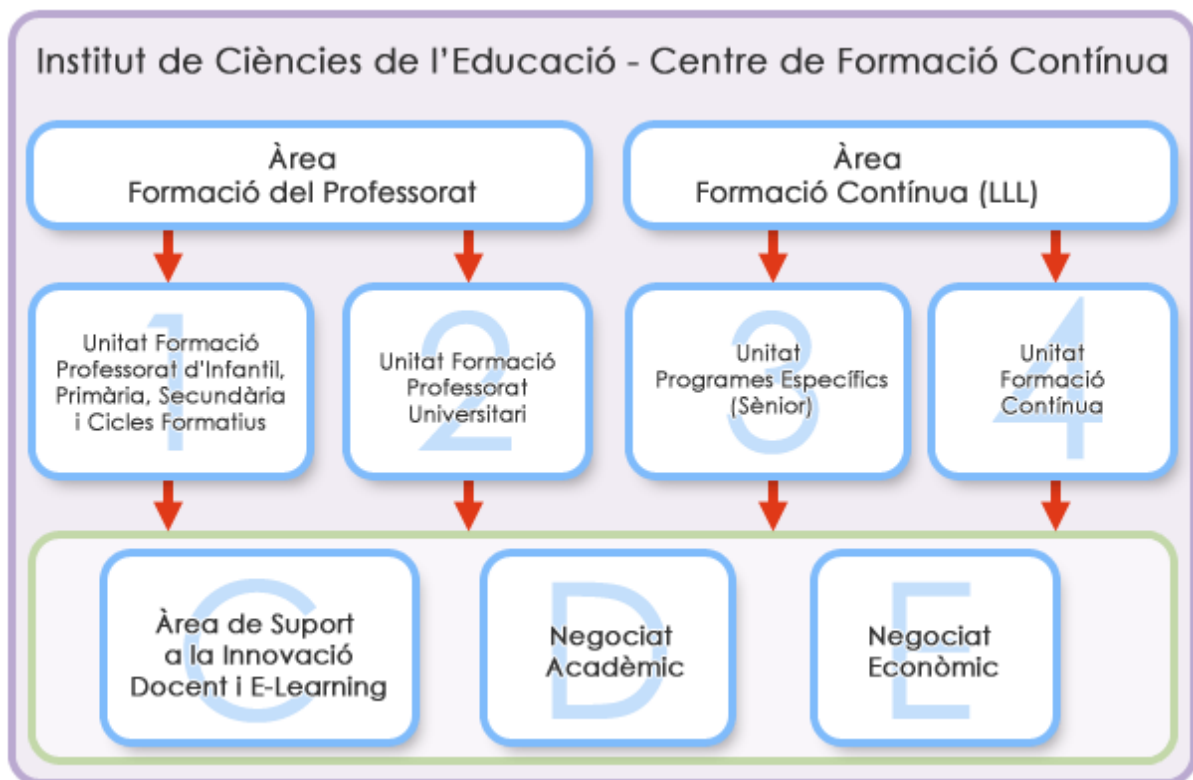 Institut de Ciències de l'Educació - Centre de Formació Contínua
Àrea
Formació del Professorat
Àrea
Formació Contínua (LLL)
1
Unitat Formació
Professorat d'Infantil,
Primària, Secundària
i Cicles Formatius
2
Unitat Formació
Professorat
Universitari
3
Unitat
Programes Específics
(Sènior)
4
Unitat
Formació
Contínua
C
Àrea de Suport
a la Innovació
Docent i E-Learning
D
Negociat
Acadèmic
E
Negociat
Econòmic